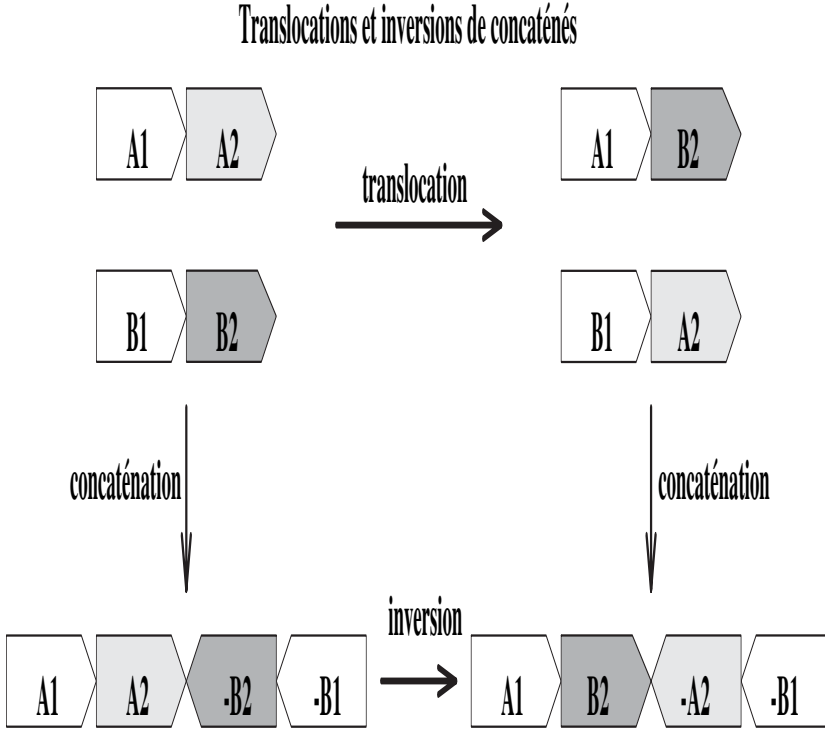 Translocations et inversions de concaténés
A1 A2 A1 B2
translocation
B1 B2 B1 A2
concaténation concaténation
inversion
A1 A2 -B2 -B1 A1 B2 -A2 -B1